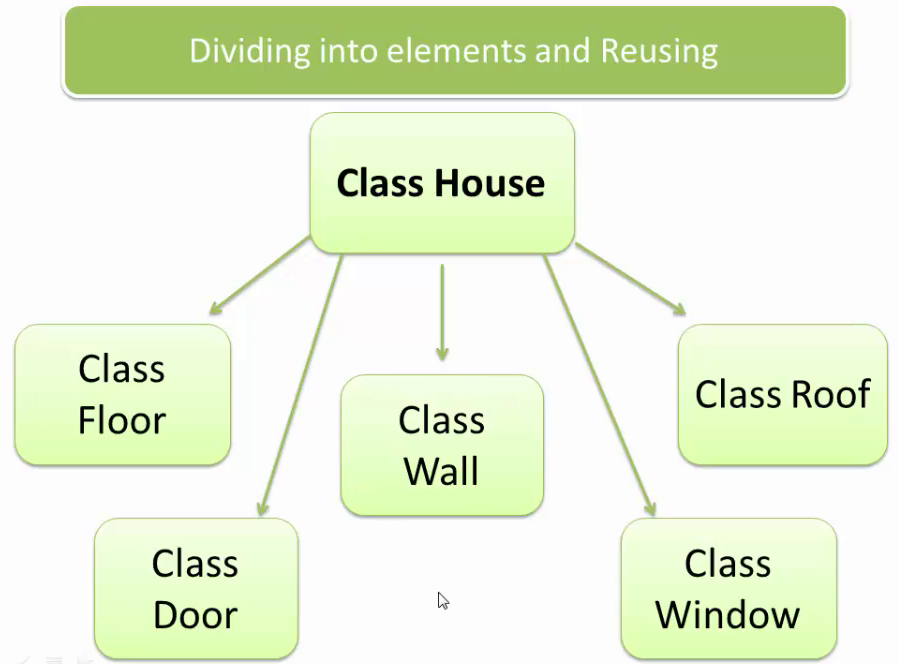 Dividing into elements and Reusing
Class House
Class
Floor
Class
Wall
Class Roof
Class
Door
Class
Window